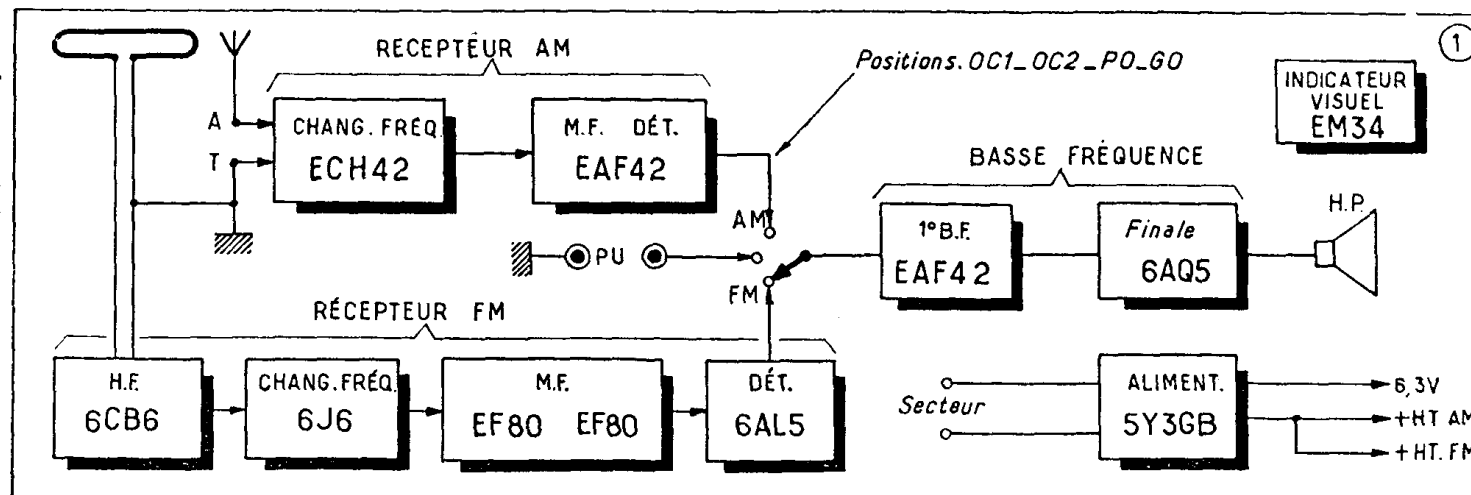 RECEPTEUR AM
Positions. OC1_OC2_PO_GO
1
INDICATEUR
VISUEL
EM34
A
T
CHANG. FRÉQ.
ECH42
M.F. DÉT.
EAF42
BASSE FRÉQUENCE
AM
PU
FM
1º B.F.
EAF42
Finale
6AQ5
H.P.
RÉCEPTEUR FM
H.F.
6CB6
CHANG. FRÉQ.
6J6
M.F.
EF80 EF80
DÉT.
6AL5
Secteur
ALIMENT.
5Y3GB
6,3V
+HT AM
+HT. FM